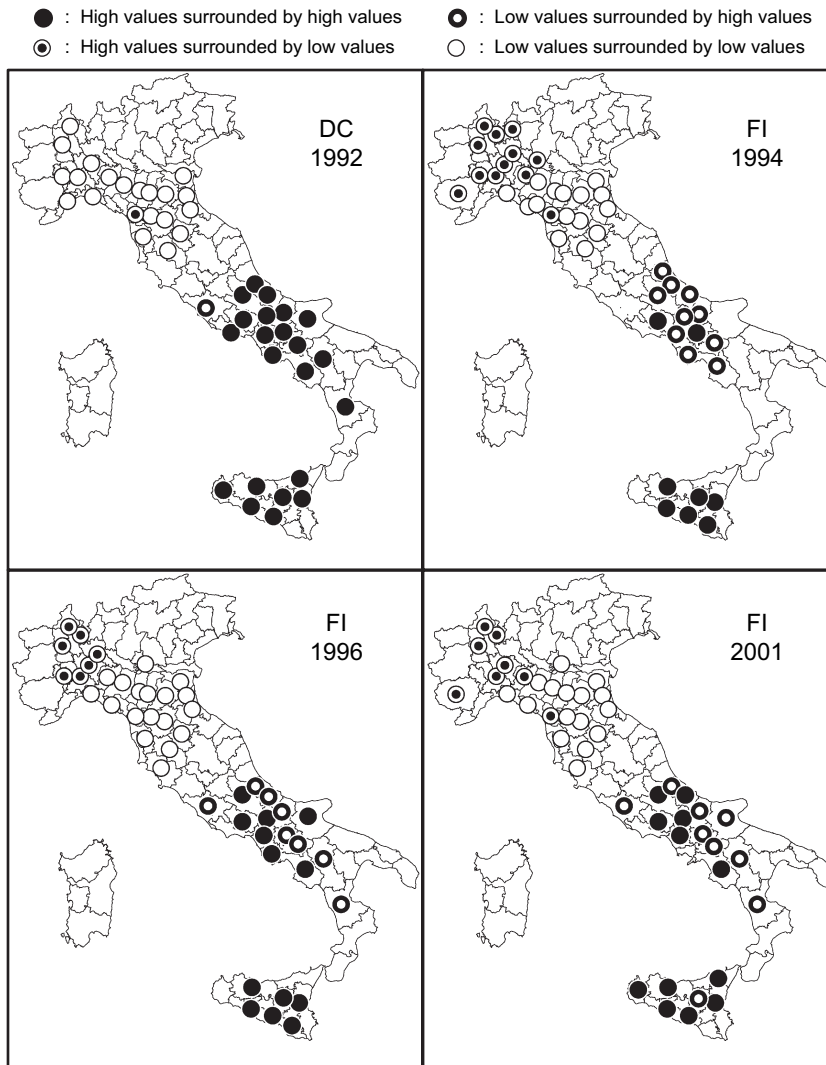 : High values surrounded by high values
: Low values surrounded by high values
: High values surrounded by low values
: Low values surrounded by low values
DC
1992
FI
1994
FI
1996
FI
2001